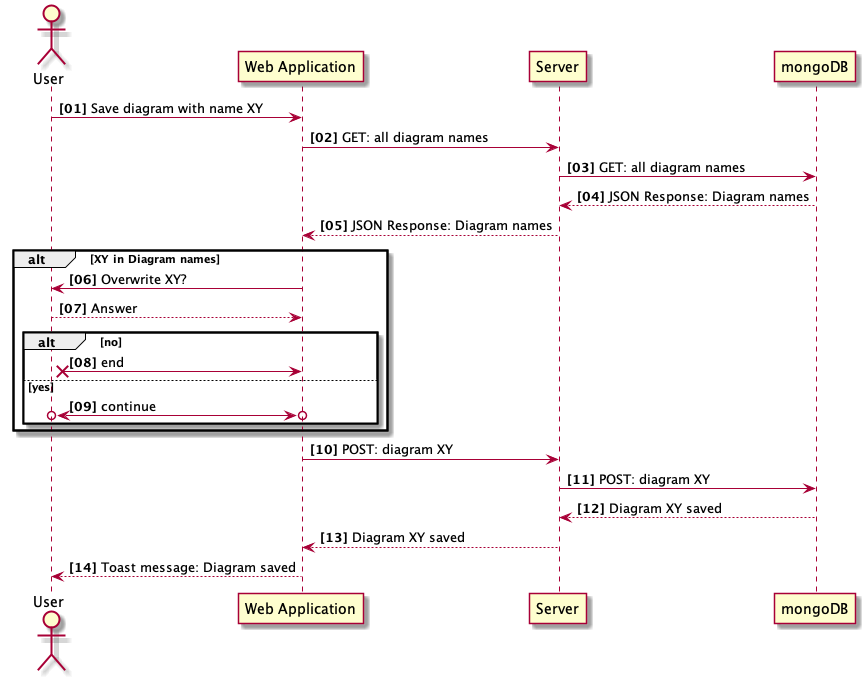 User
Web Application
Server
mongoDB
[01] Save diagram with name XY
[02] GET: all diagram names
[03] GET: all diagram names
[04] JSON Response: Diagram names
[05] JSON Response: Diagram names
alt [XY in Diagram names]
[06] Overwrite XY?
[07] Answer
alt [no]
[08] end
[yes]
[09] continue
[10] POST: diagram XY
[11] POST: diagram XY
[12] Diagram XY saved
[13] Diagram XY saved
[14] Toast message: Diagram saved
User
Web Application
Server
mongoDB